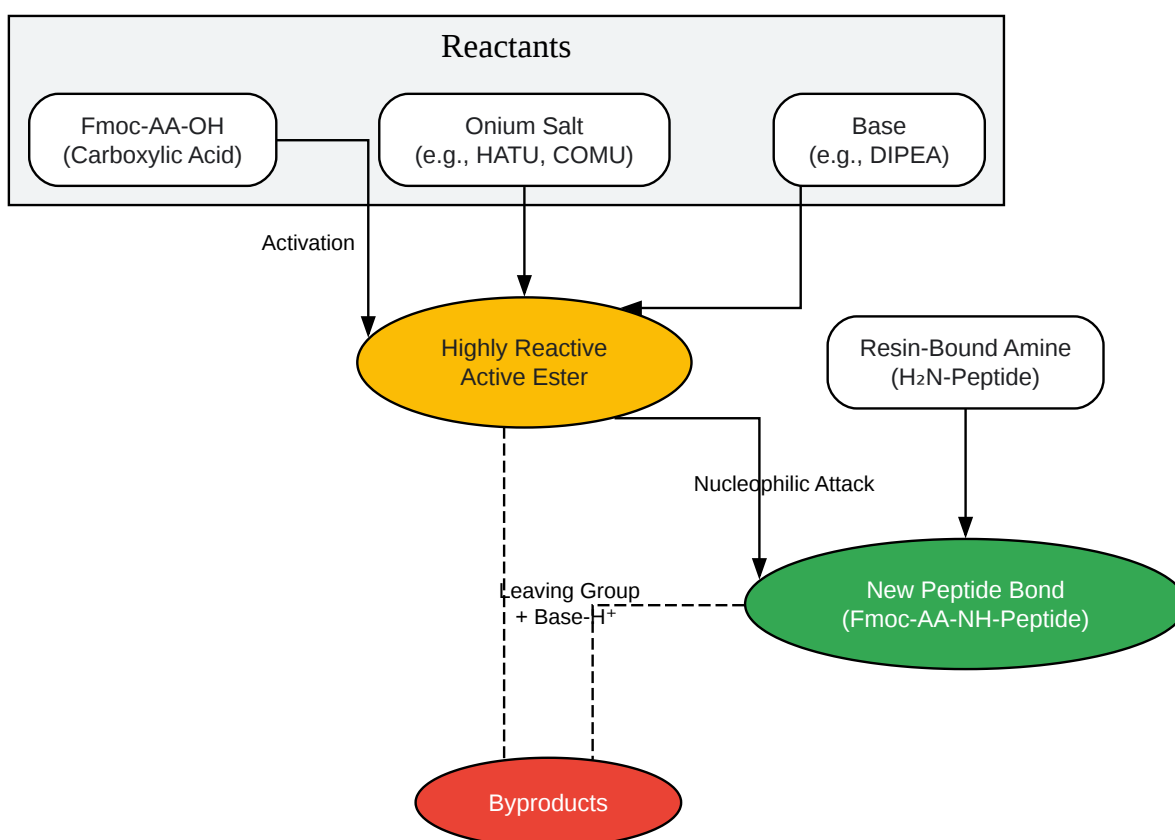 Reactants
Fmoc-AA-OH
(Carboxylic Acid)
Onium Salt
(e.g., HATU, COMU)
Base
(e.g., DIPEA)
Activation
Highly Reactive
Active Ester
Resin-Bound Amine
(H₂N-Peptide)
Nucleophilic Attack
Leaving Group
+ Base-H⁺
New Peptide Bond
(Fmoc-AA-NH-Peptide)
Byproducts